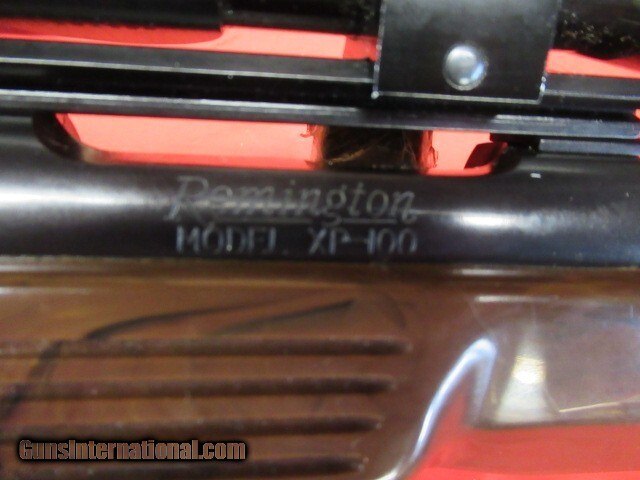 Remington
MODEL XP-100
GunsInternational.com